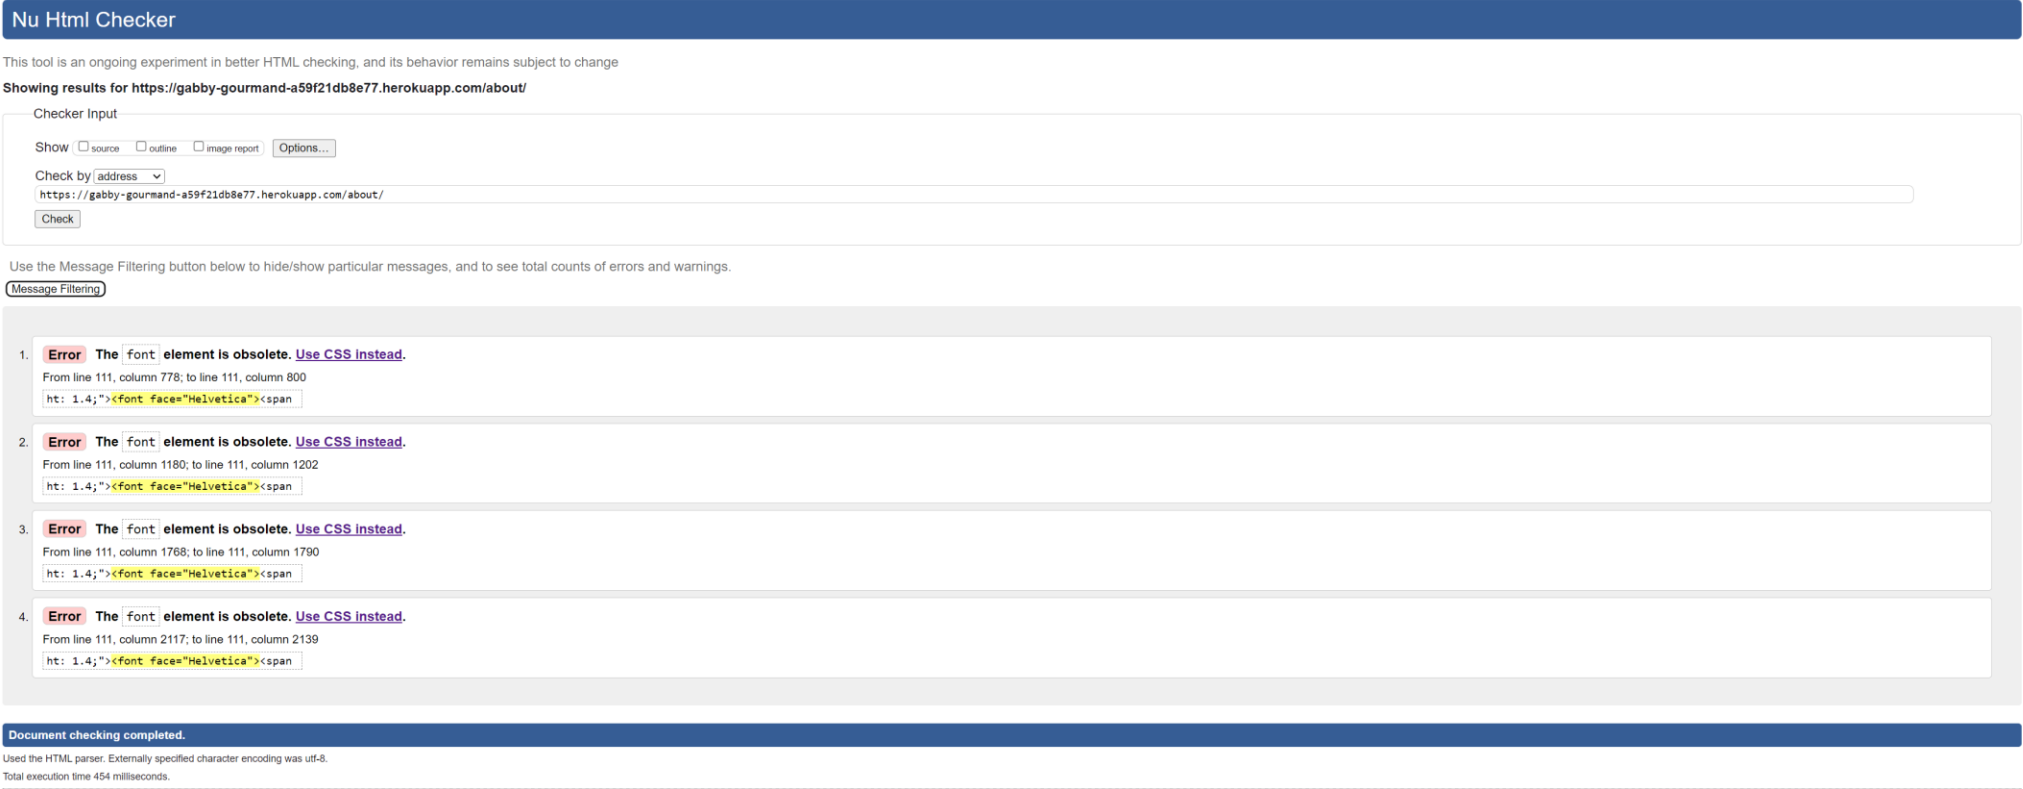 Nu Html Checker
This tool is an ongoing experiment in better HTML checking, and its behavior remains subject to change
Showing results for https://gabby-gourmand-a59f21db8e77.herokuapp.com/about/
Checker Input
Show source outline image report Options...
Check by address
https://gabby-gourmand-a59f21db8e77.herokuapp.com/about/
Check
Use the Message Filtering button below to hide/show particular messages, and to see total counts of errors and warnings.
Message Filtering
1. Error The font element is obsolete. Use CSS instead.
From line 111, column 778; to line 111, column 800
ht: 1.4;"><font face="Helvetica"><span
2. Error The font element is obsolete. Use CSS instead.
From line 111, column 1180; to line 111, column 1202
ht: 1.4;"><font face="Helvetica"><span
3. Error The font element is obsolete. Use CSS instead.
From line 111, column 1768; to line 111, column 1790
ht: 1.4;"><font face="Helvetica"><span
4. Error The font element is obsolete. Use CSS instead.
From line 111, column 2117; to line 111, column 2139
ht: 1.4;"><font face="Helvetica"><span
Document checking completed.
Used the HTML parser. Externally specified character encoding was utf-8.
Total execution time 454 milliseconds.